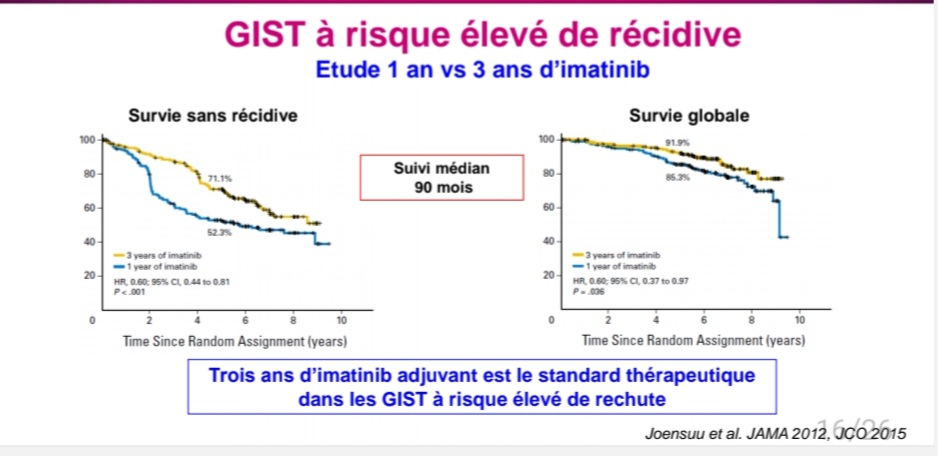 GIST à risque élevé de récidive
Etude 1 an vs 3 ans d'imatinib
Survie sans récidive
100
80
60
40
20
0
2
4
6
8
10
71.1%
52.3%
3 years of imatinib
1 year of imatinib
HR, 0.60; 95% CI, 0.44 to 0.81
P < .001
Time Since Random Assignment (years)
Suivi médian
90 mois
Survie globale
100
80
60
40
20
0
2
4
6
8
10
91.9%
85.3%
3 years of imatinib
1 year of imatinib
HR, 0.60; 95% CI, 0.37 to 0.97
P = .036
Time Since Random Assignment (years)
Trois ans d'imatinib adjuvant est le standard thérapeutique
dans les GIST à risque élevé de rechute
Joensuu et al. JAMA 2012, JCO 2015
16/26